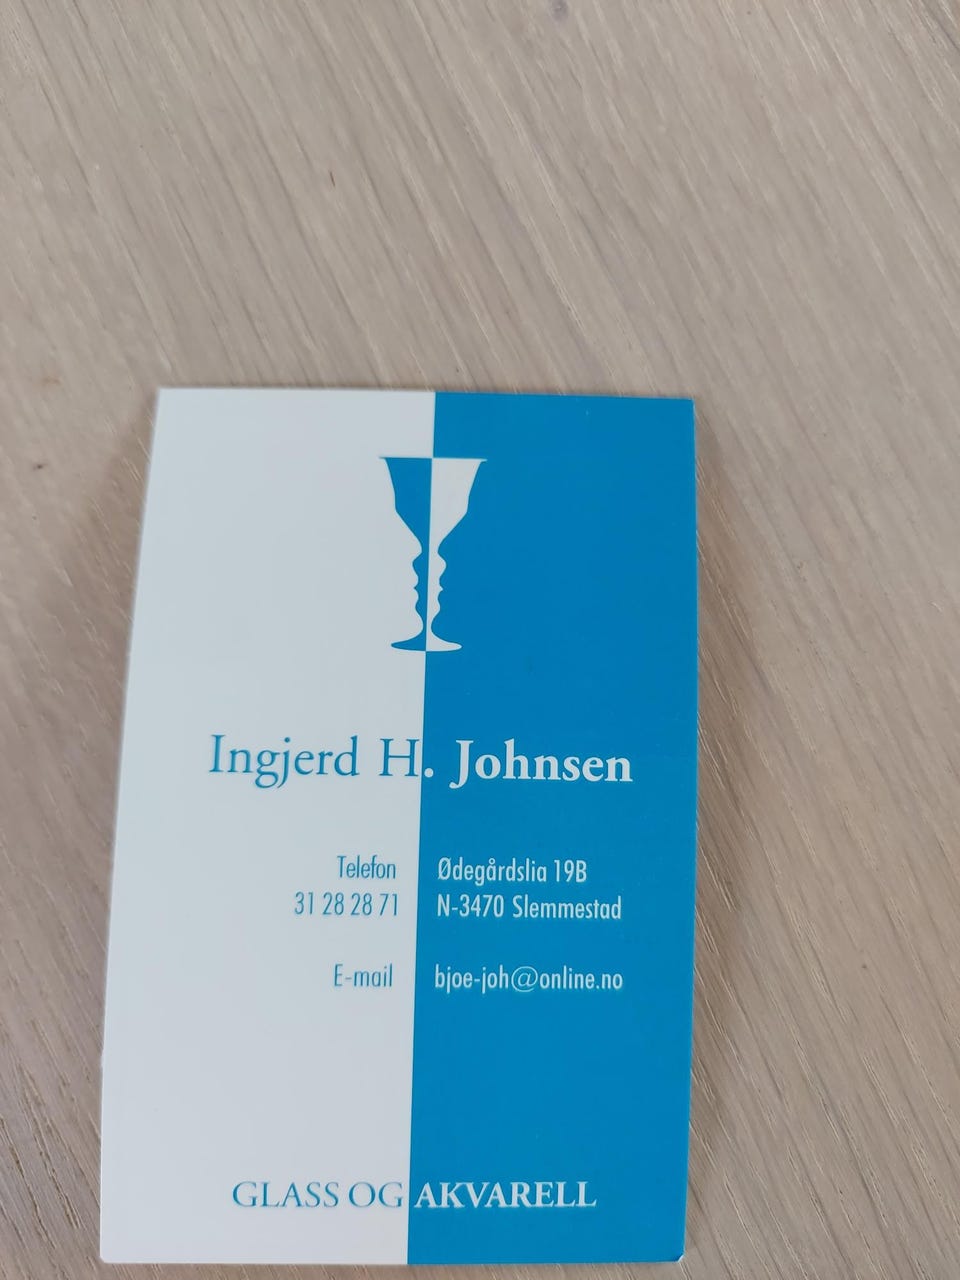 Ingjerd H. Johnsen
Telefon
31 28 28 71
Ødegårdslia 19B
N-3470 Slemmestad
E-mail bjoe-joh@online.no
GLASS OG AKVARELL